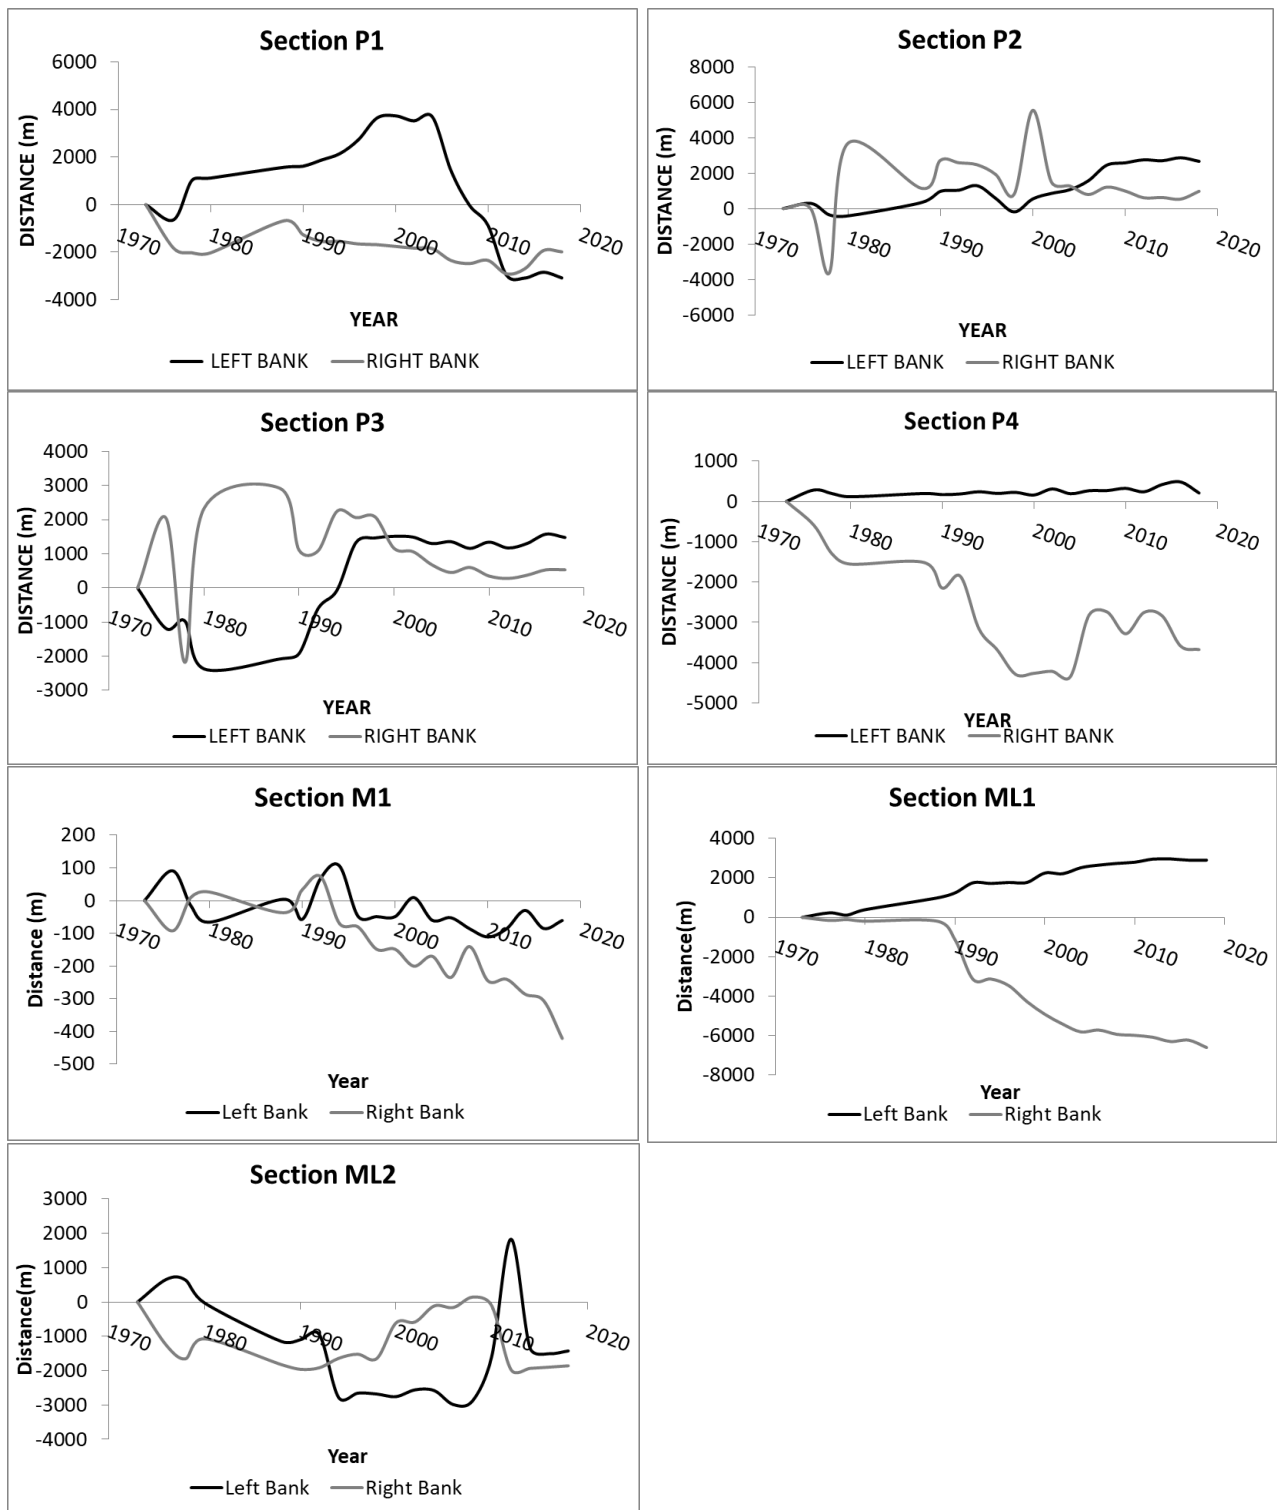 Section P1
6000
4000
2000
0
-2000
-4000
1970 1980 1990 2000 2010 2020
DISTANCE (m)
YEAR
LEFT BANK RIGHT BANK
Section P2
8000
6000
4000
2000
0
-2000
-4000
-6000
1970 1980 1990 2000 2010 2020
DISTANCE (m)
YEAR
LEFT BANK RIGHT BANK
Section P3
4000
3000
2000
1000
0
-1000
-2000
-3000
1970 1980 1990 2000 2010 2020
DISTANCE (m)
YEAR
LEFT BANK RIGHT BANK
Section P4
1000
0
-1000
-2000
-3000
-4000
-5000
1970 1980 1990 2000 2010 2020
DISTANCE (m)
YEAR
LEFT BANK RIGHT BANK
Section M1
200
100
0
-100
-200
-300
-400
-500
1970 1980 1990 2000 2010 2020
Distance (m)
Year
Left Bank Right Bank
Section ML1
4000
2000
0
-2000
-4000
-6000
-8000
1970 1980 1990 2000 2010 2020
Distance(m)
Year
Left Bank Right Bank
Section ML2
3000
2000
1000
0
-1000
-2000
-3000
-4000
1970 1980 1990 2000 2010 2020
Distance(m)
Year
Left Bank Right Bank